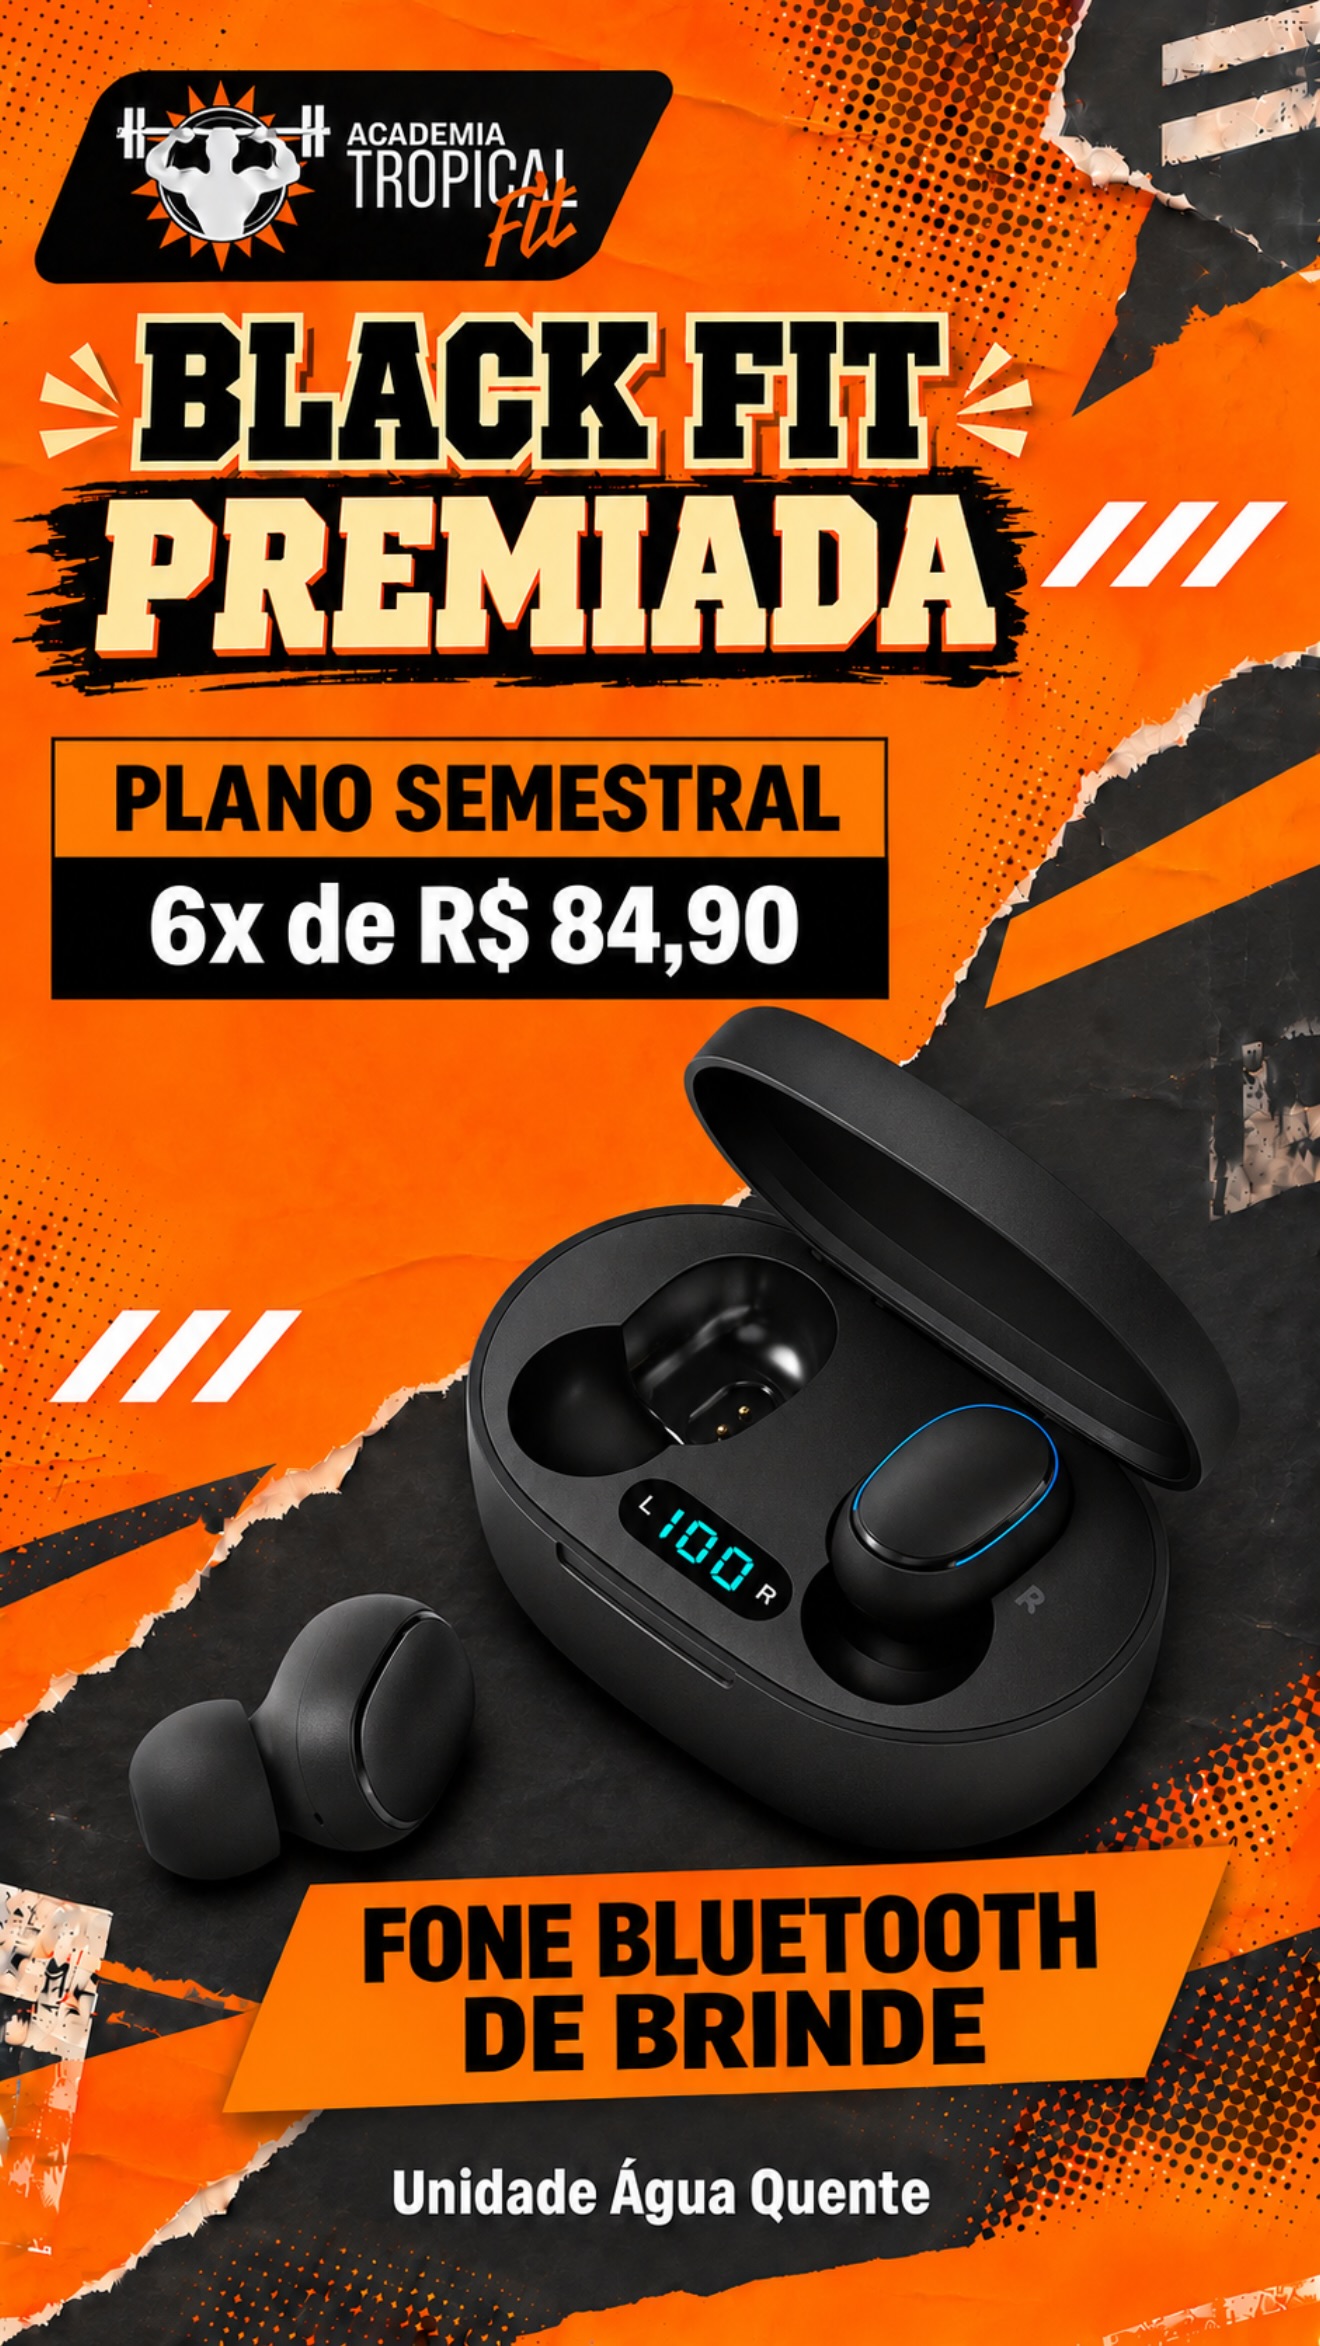 ACADEMIA
TROPICAL
Fit
BLACK FIT
PREMIADA
PLANO SEMESTRAL
6x de R$ 84,90
L 100 R
R
FONE BLUETOOTH
DE BRINDE
Unidade Água Quente